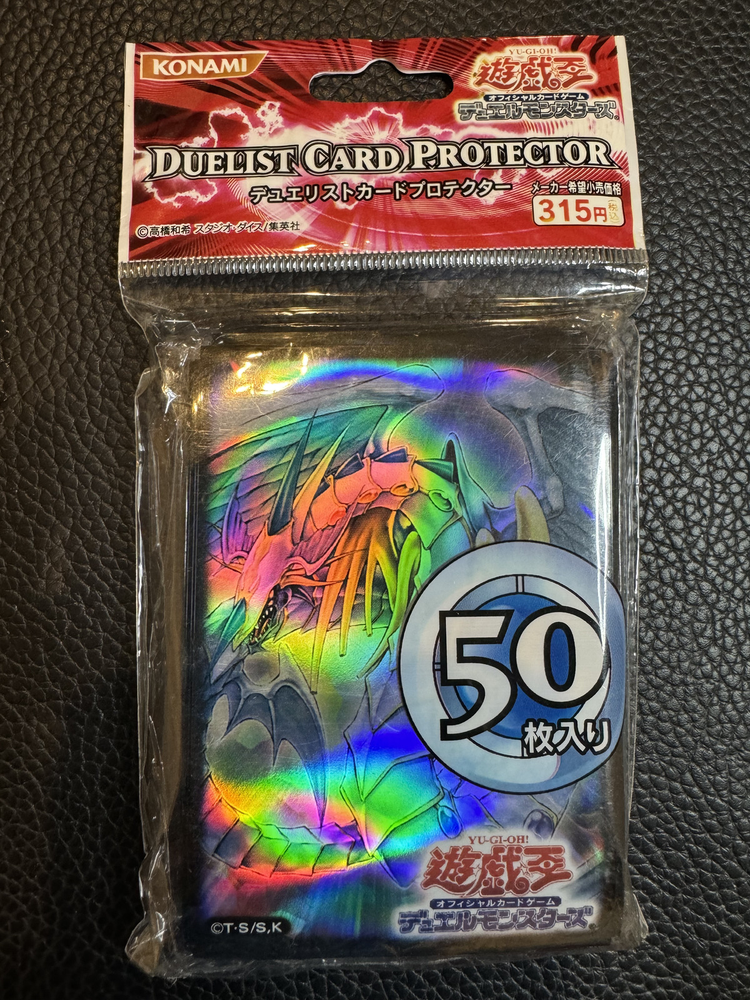 KONAMI
YU-GI-OH!
遊戯王
オフィシャルカードゲーム
デュエルモンスターズ
DUELIST CARD PROTECTOR
デュエリストカードプロテクター
メーカー希望小売価格
315円税込
©高橋和希 スタジオ・ダイス/集英社
50
枚入り
YU-GI-OH!
遊戯王
オフィシャルカードゲーム
デュエルモンスターズ
©T·S/S,K